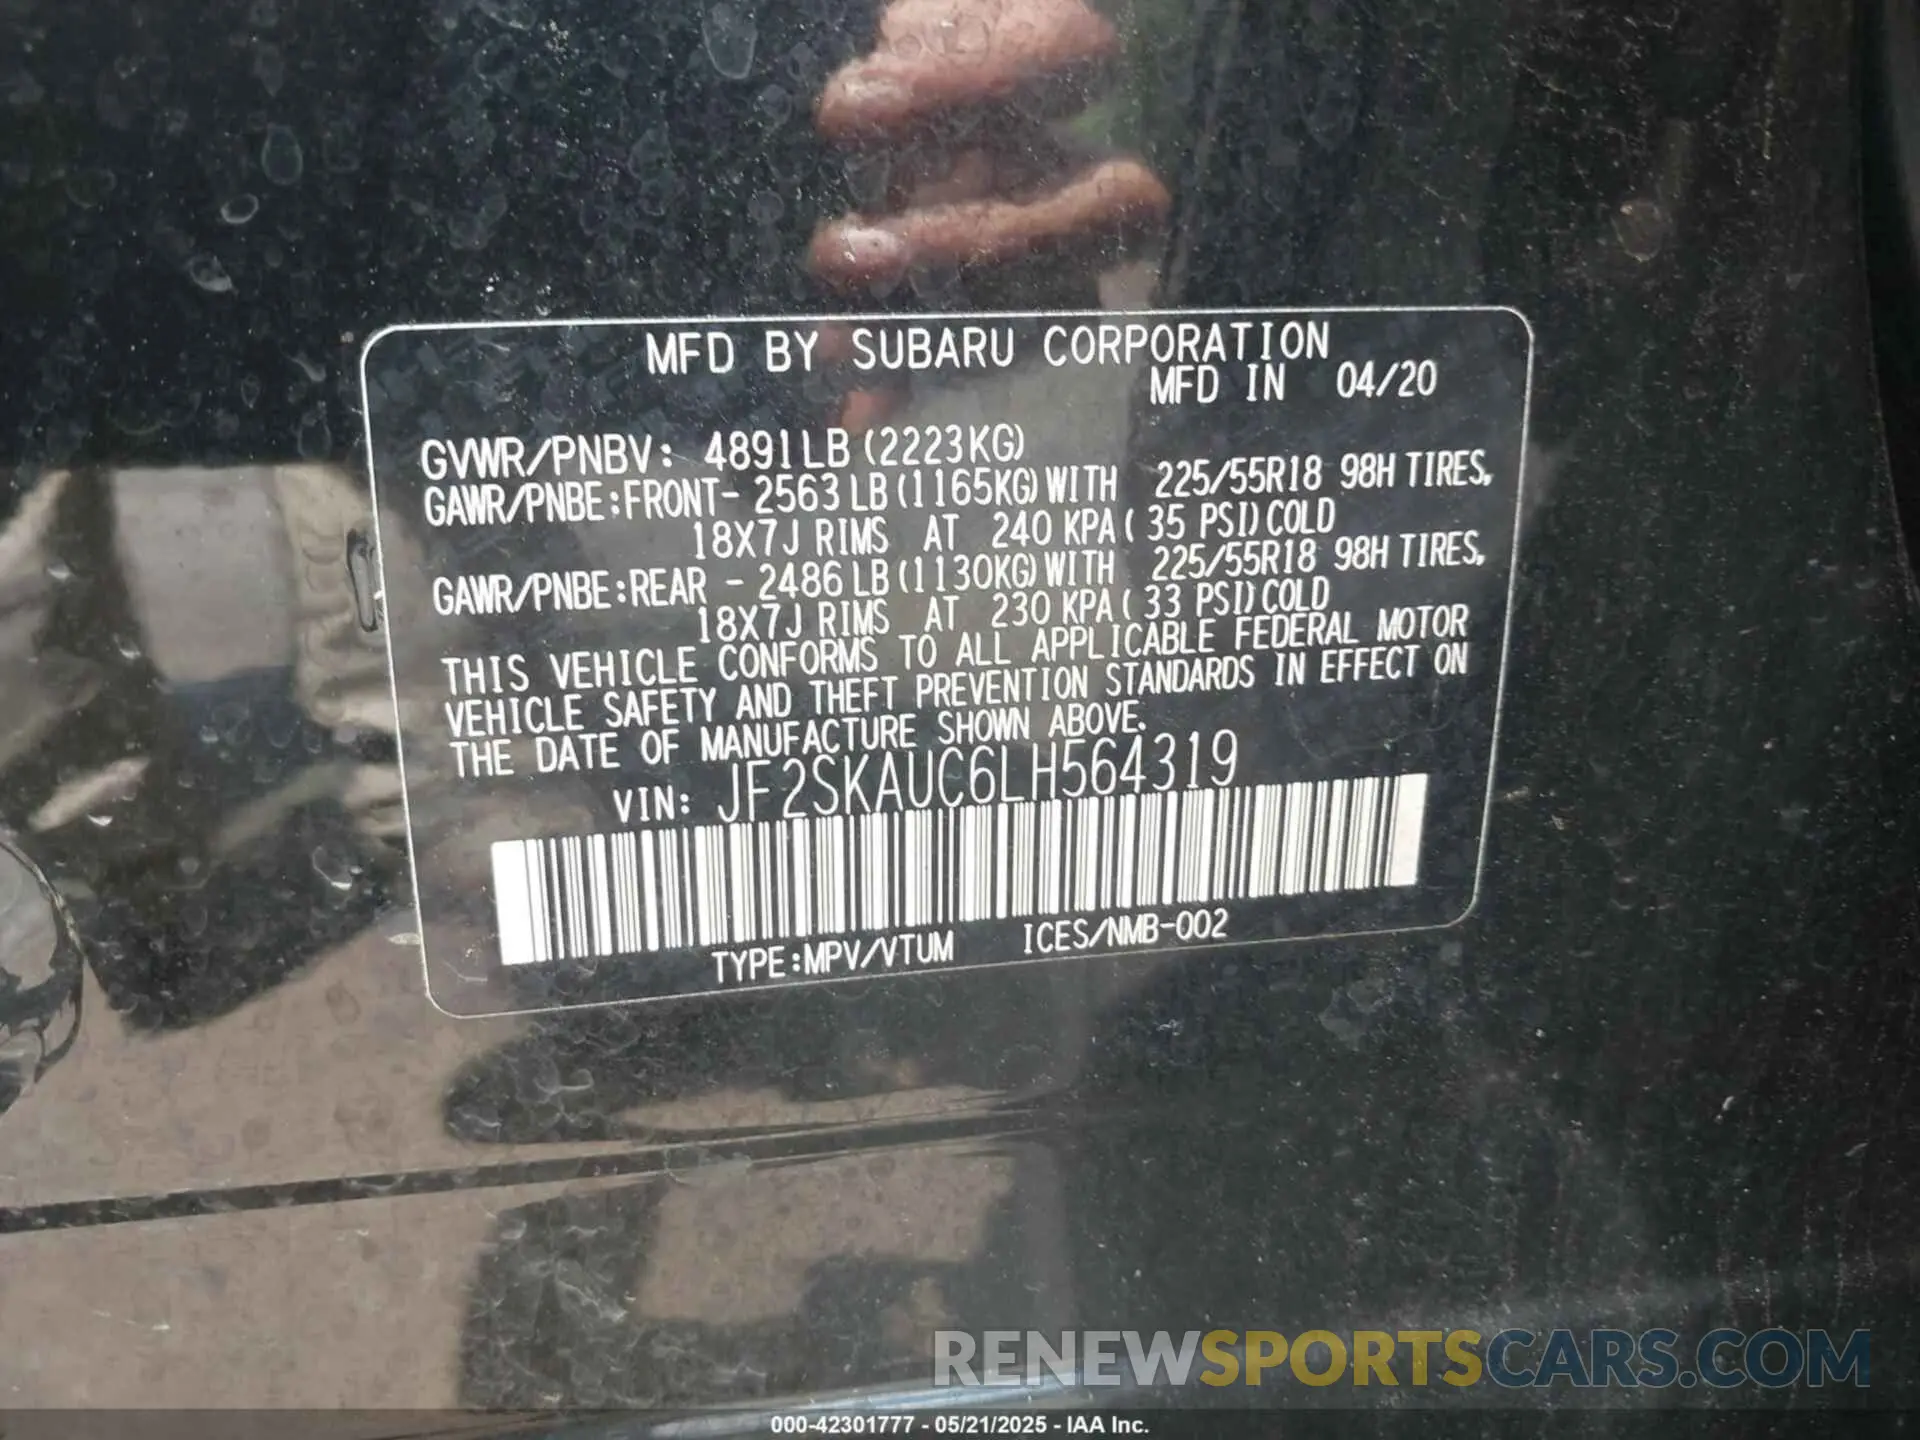 MFD BY SUBARU CORPORATION
MFD IN 04/20
GVWR/PNBV: 4891LB (2223KG)
GAWR/PNBE:FRONT- 2563 LB (1165KG) WITH 225/55R18 98H TIRES,
18X7J RIMS AT 240 KPA ( 35 PSI) COLD
GAWR/PNBE:REAR - 2486 LB (1130KG) WITH 225/55R18 98H TIRES,
18X7J RIMS AT 230 KPA ( 33 PSI) COLD
THIS VEHICLE CONFORMS TO ALL APPLICABLE FEDERAL MOTOR
VEHICLE SAFETY AND THEFT PREVENTION STANDARDS IN EFFECT ON
THE DATE OF MANUFACTURE SHOWN ABOVE.
VIN: JF2SKAUC6LH564319
TYPE:MPV/VTUM ICES/NMB-002
RENEWSPORTSCARS.COM
000-42301777 - 05/21/2025 - IAA Inc.